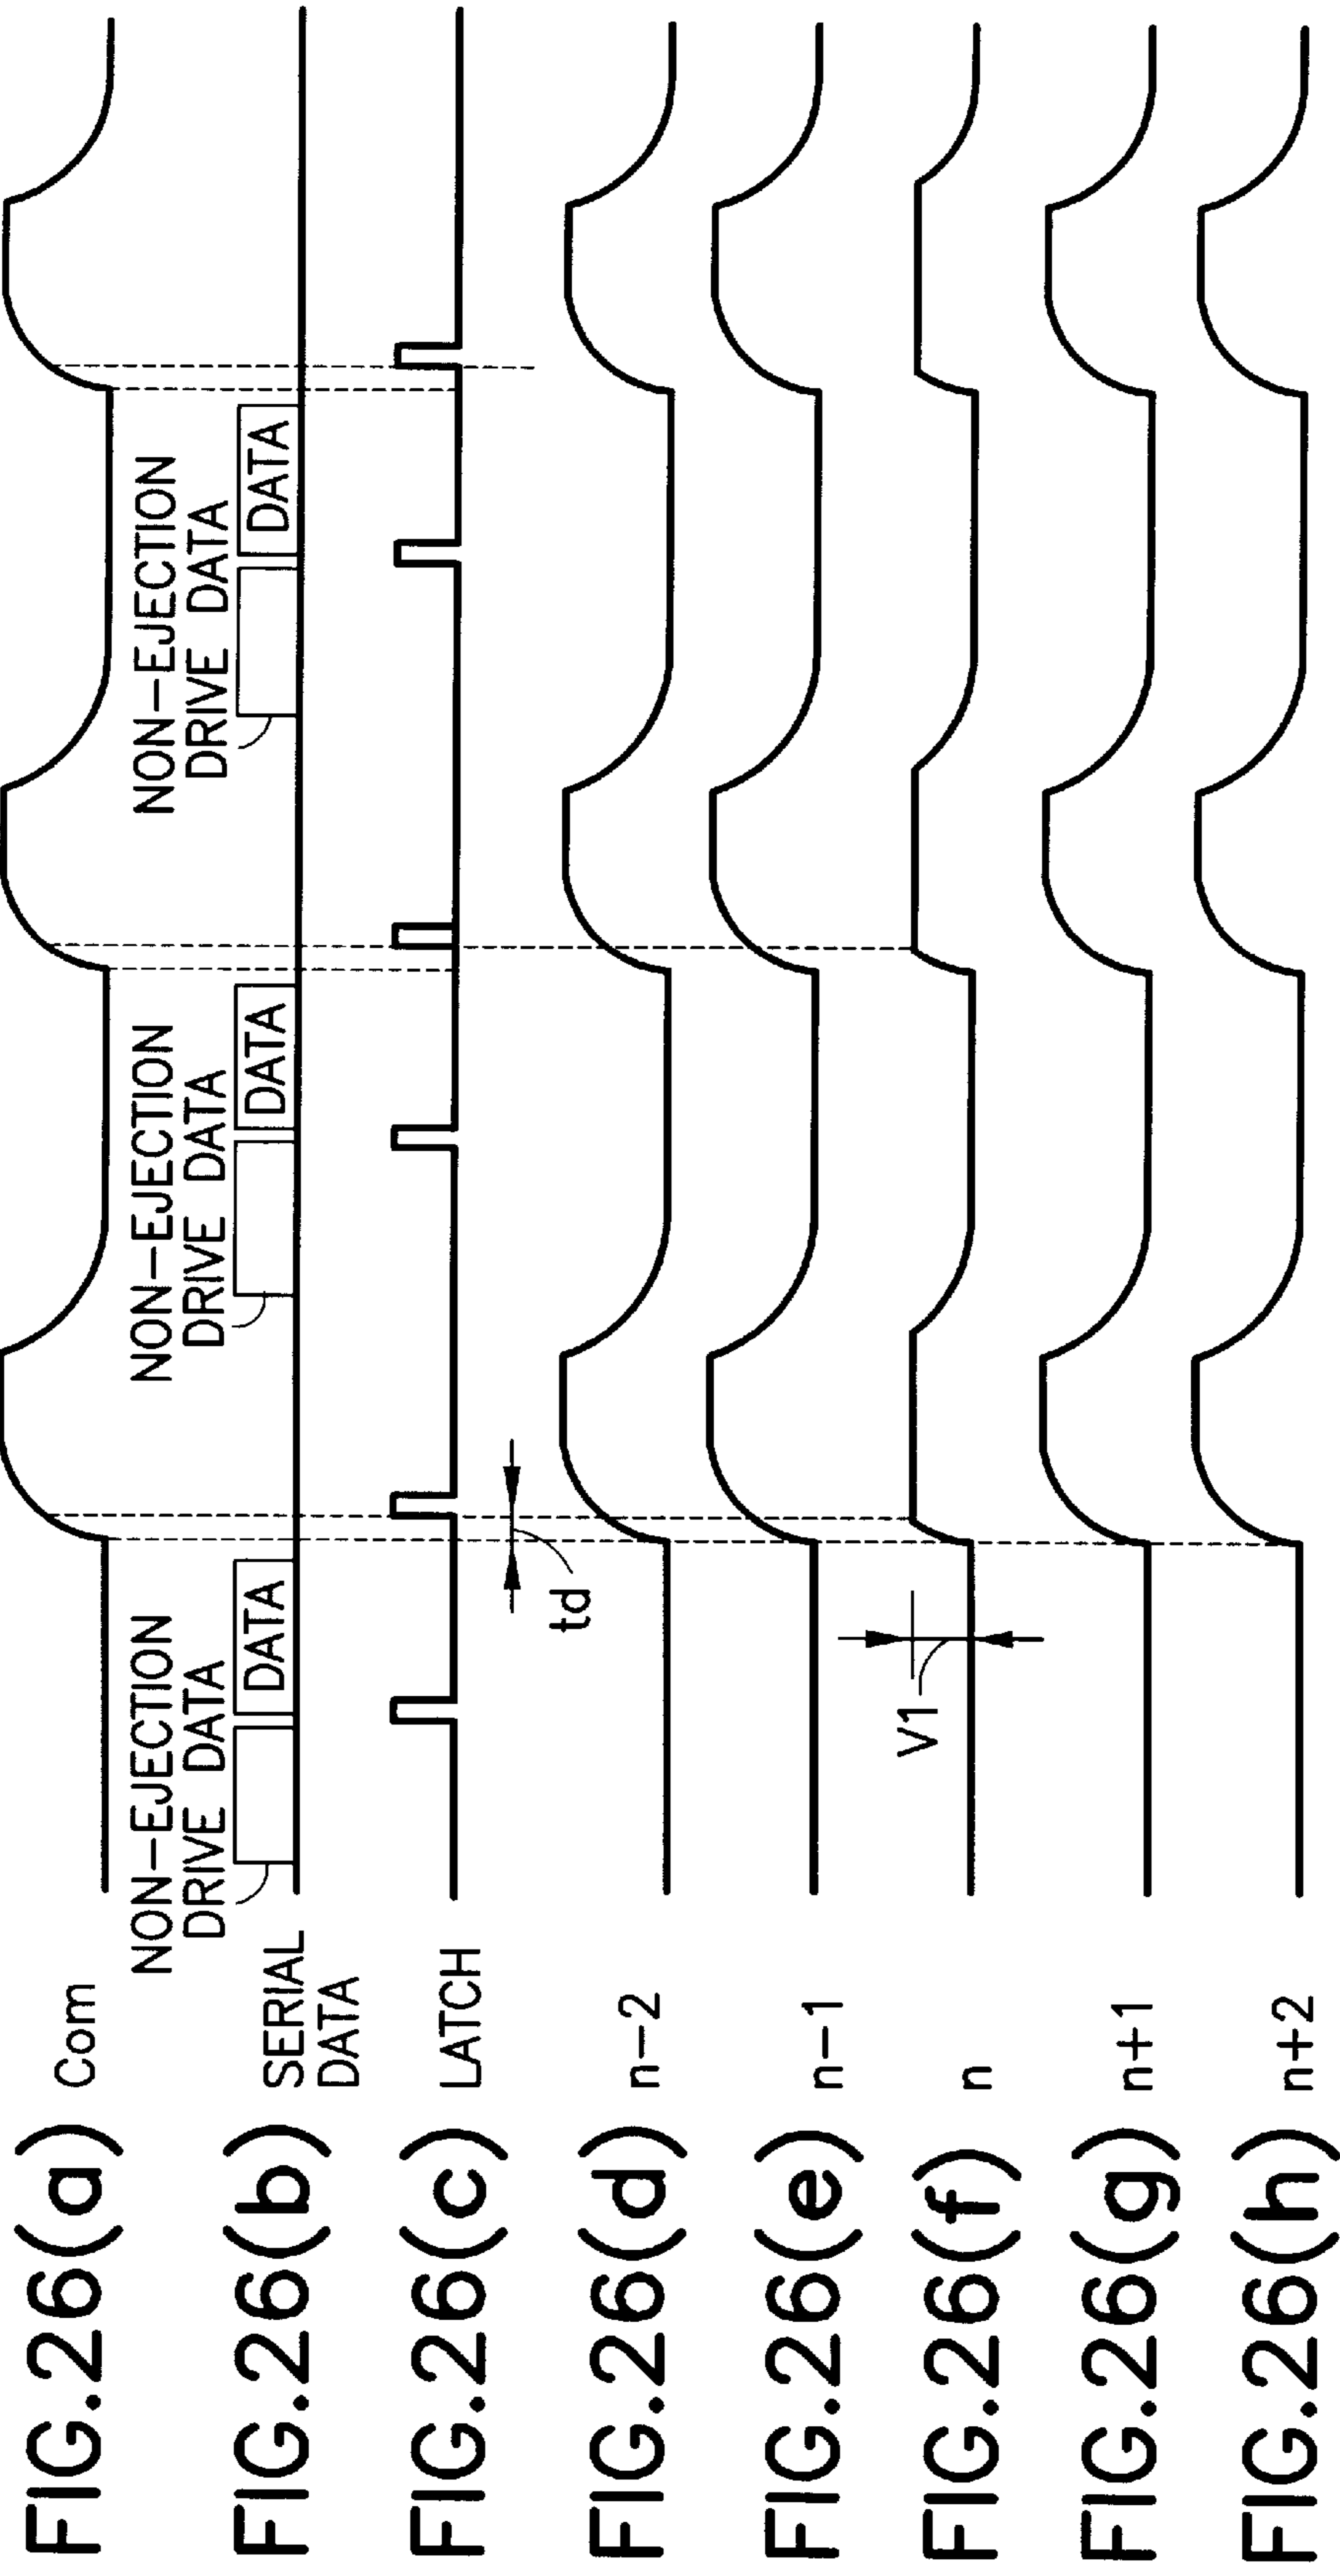 FIG.26(a) Com
NON-EJECTION
DRIVE DATA
NON-EJECTION
DRIVE DATA
NON-EJECTION
DRIVE DATA
FIG.26(b) SERIAL
DATA
DATA
DATA
DATA
FIG.26(c) LATCH
td
FIG.26(d) n-2
FIG.26(e) n-1
V1
FIG.26(f) n
FIG.26(g) n+1
FIG.26(h) n+2